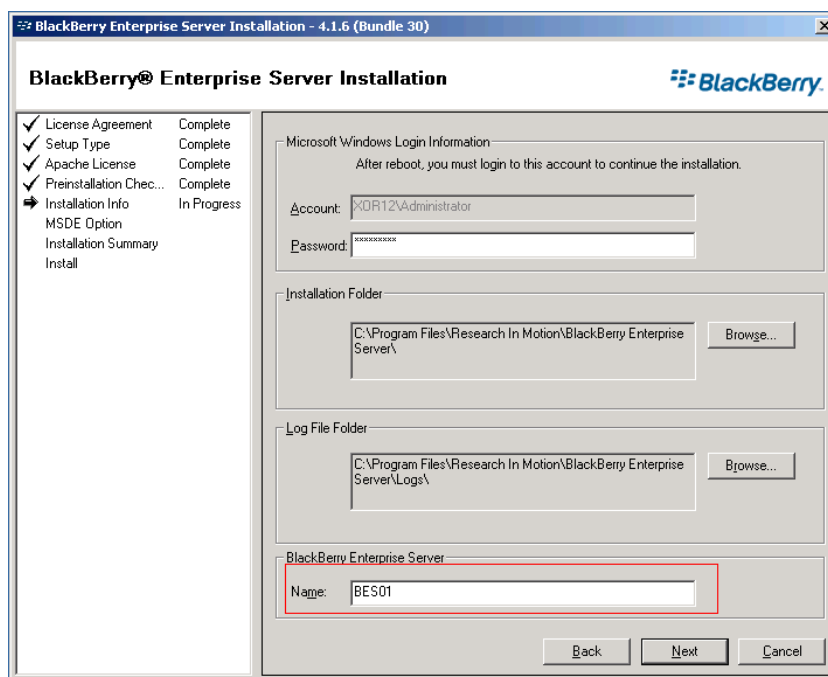 BlackBerry Enterprise Server Installation - 4.1.6 (Bundle 30)
BlackBerry® Enterprise Server Installation
BlackBerry.
License Agreement Complete
Setup Type Complete
Apache License Complete
Preinstallation Chec... Complete
Installation Info In Progress
MSDE Option
Installation Summary
Install
Microsoft Windows Login Information
After reboot, you must login to this account to continue the installation.
Account: XOR12\Administrator
Password: *********
Installation Folder
C:\Program Files\Research In Motion\BlackBerry Enterprise
Server\
Browse...
Log File Folder
C:\Program Files\Research In Motion\BlackBerry Enterprise
Server\Logs\
Browse...
BlackBerry Enterprise Server
Name: BES01
Back Next Cancel